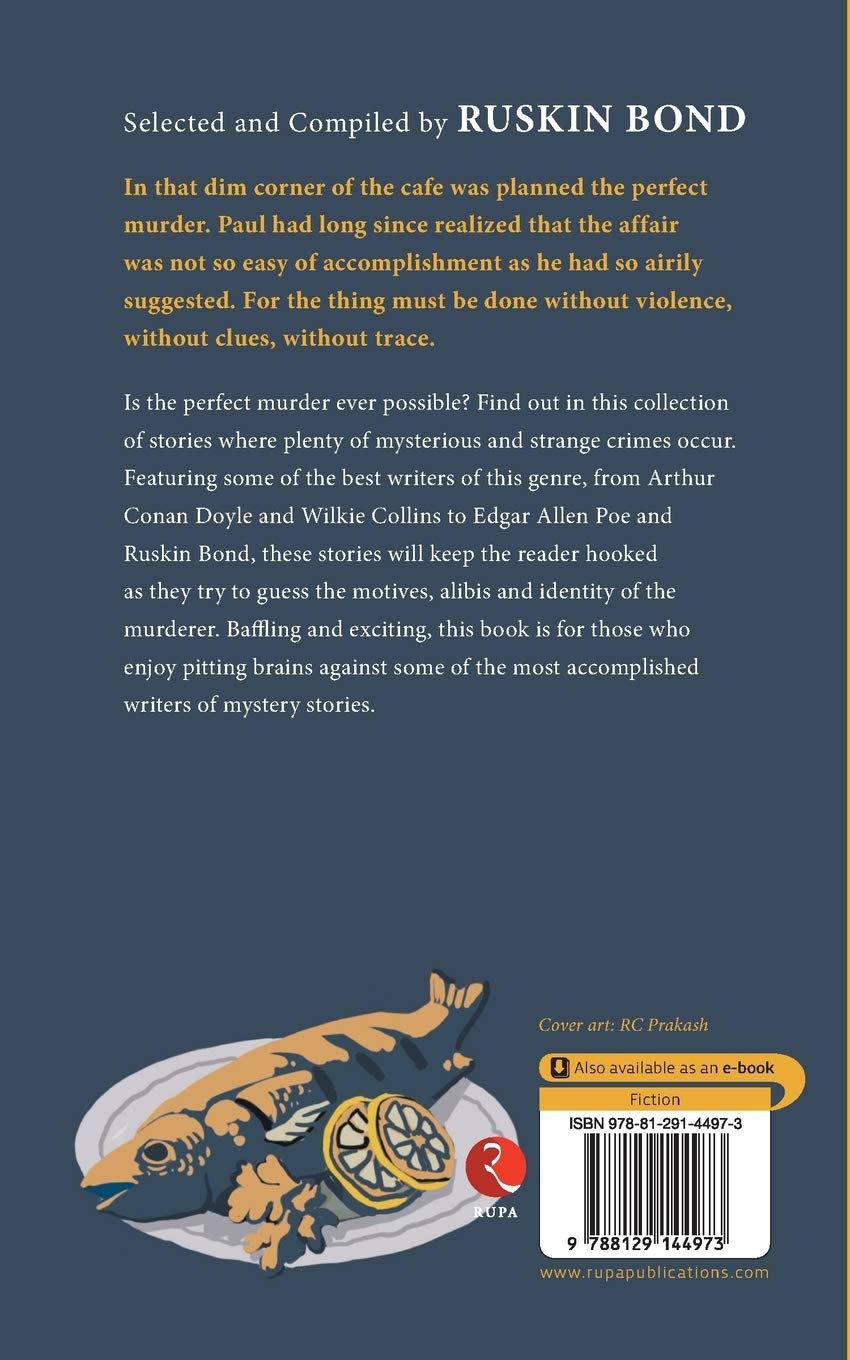 Selected and Compiled by RUSKIN BOND
In that dim corner of the cafe was planned the perfect
murder. Paul had long since realized that the affair
was not so easy of accomplishment as he had so airily
suggested. For the thing must be done without violence,
without clues, without trace.
Is the perfect murder ever possible? Find out in this collection
of stories where plenty of mysterious and strange crimes occur.
Featuring some of the best writers of this genre, from Arthur
Conan Doyle and Wilkie Collins to Edgar Allen Poe and
Ruskin Bond, these stories will keep the reader hooked
as they try to guess the motives, alibis and identity of the
murderer. Baffling and exciting, this book is for those who
enjoy pitting brains against some of the most accomplished
writers of mystery stories.
Cover art: RC Prakash
Also available as an e-book
Fiction
ISBN 978-81-291-4497-3
9 788129 144973
RUPA
www.rupapublications.com